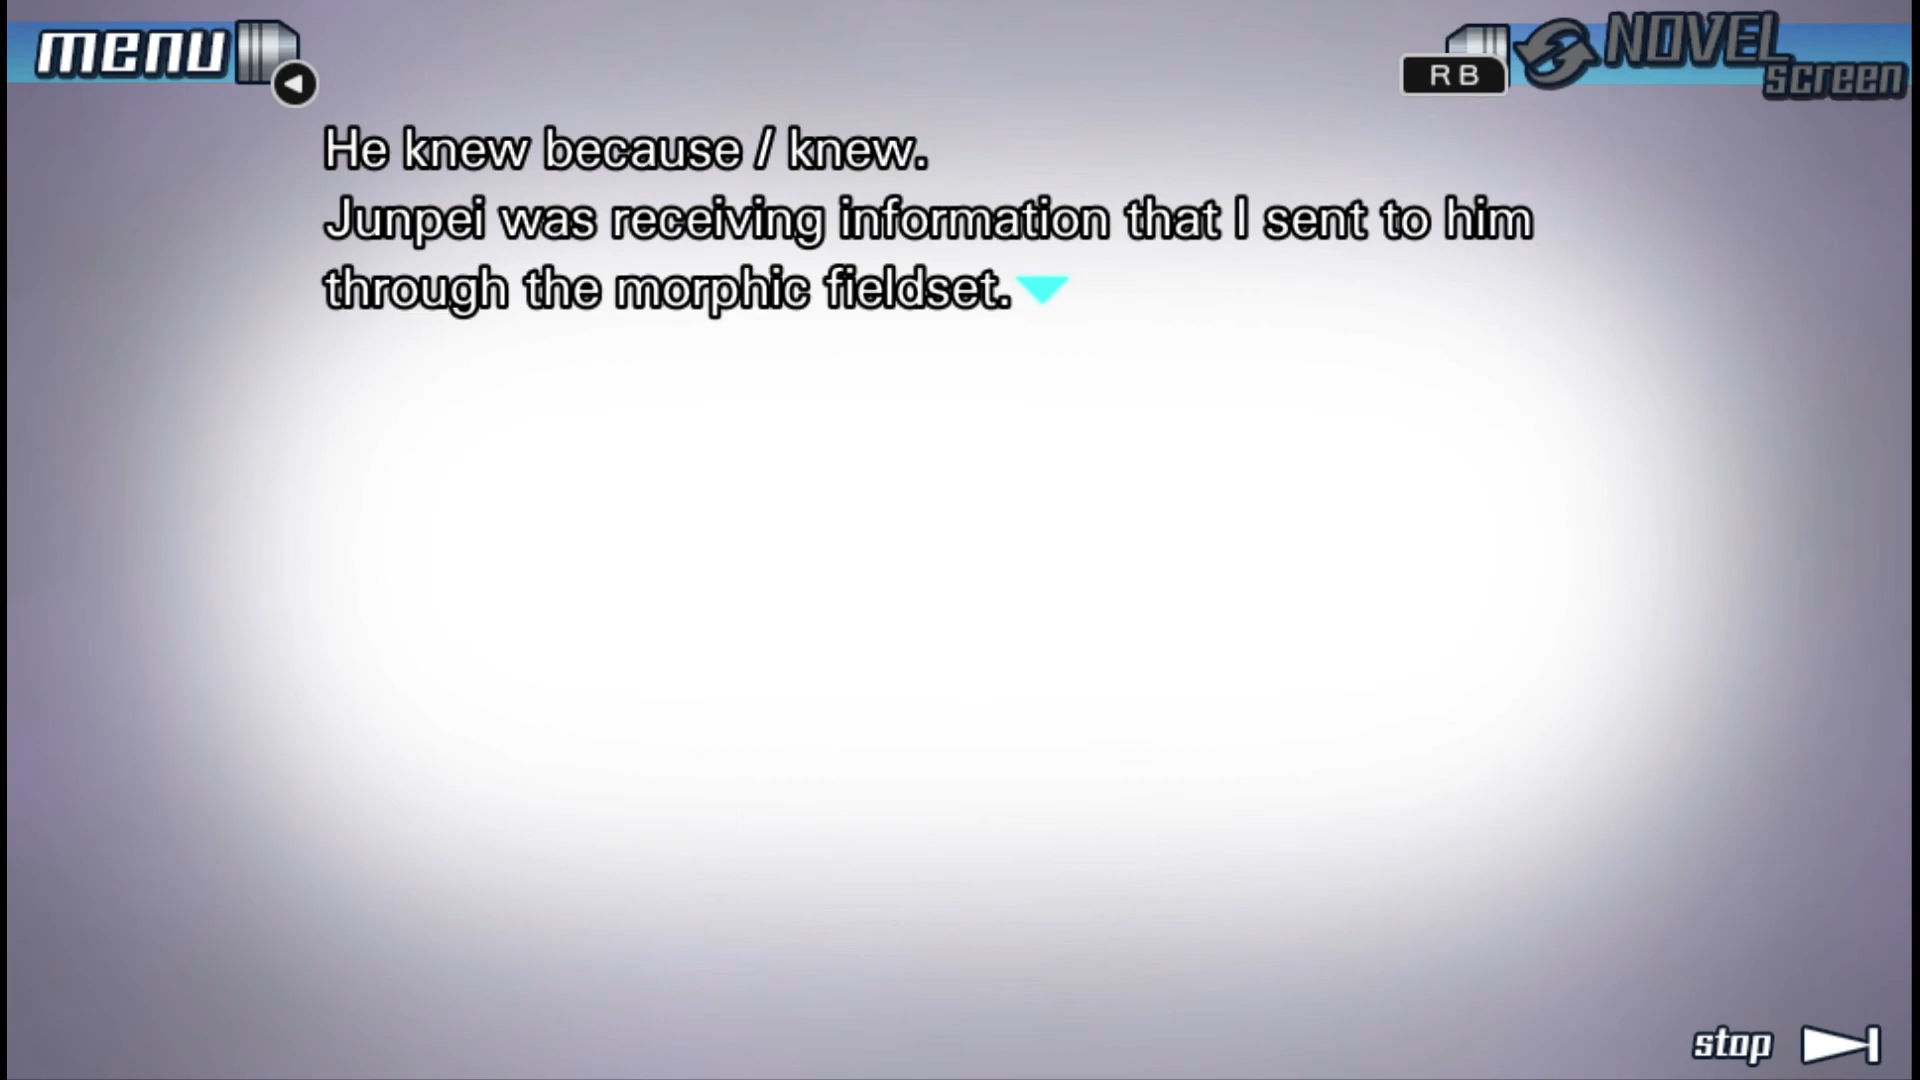 menu
RB
NOVEL
screen
He knew because I knew.
Junpei was receiving information that I sent to him
through the morphic fieldset.
stop